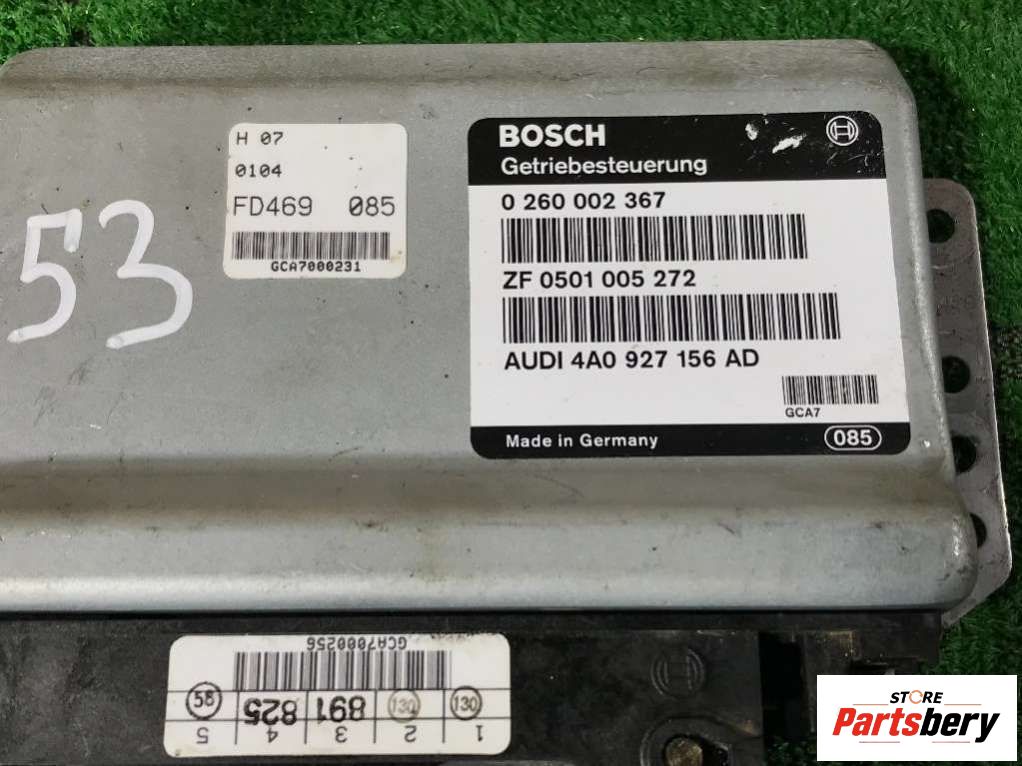 53
H 07
0104
FD469 085
GCA7000231
BOSCH
Getriebesteuerung
0 260 002 367
ZF 0501 005 272
AUDI 4A0 927 156 AD
GCA7
Made in Germany
085
GCA7000256
130 130 891 825 58
1 2 3 4 5
STORE
Partsbery